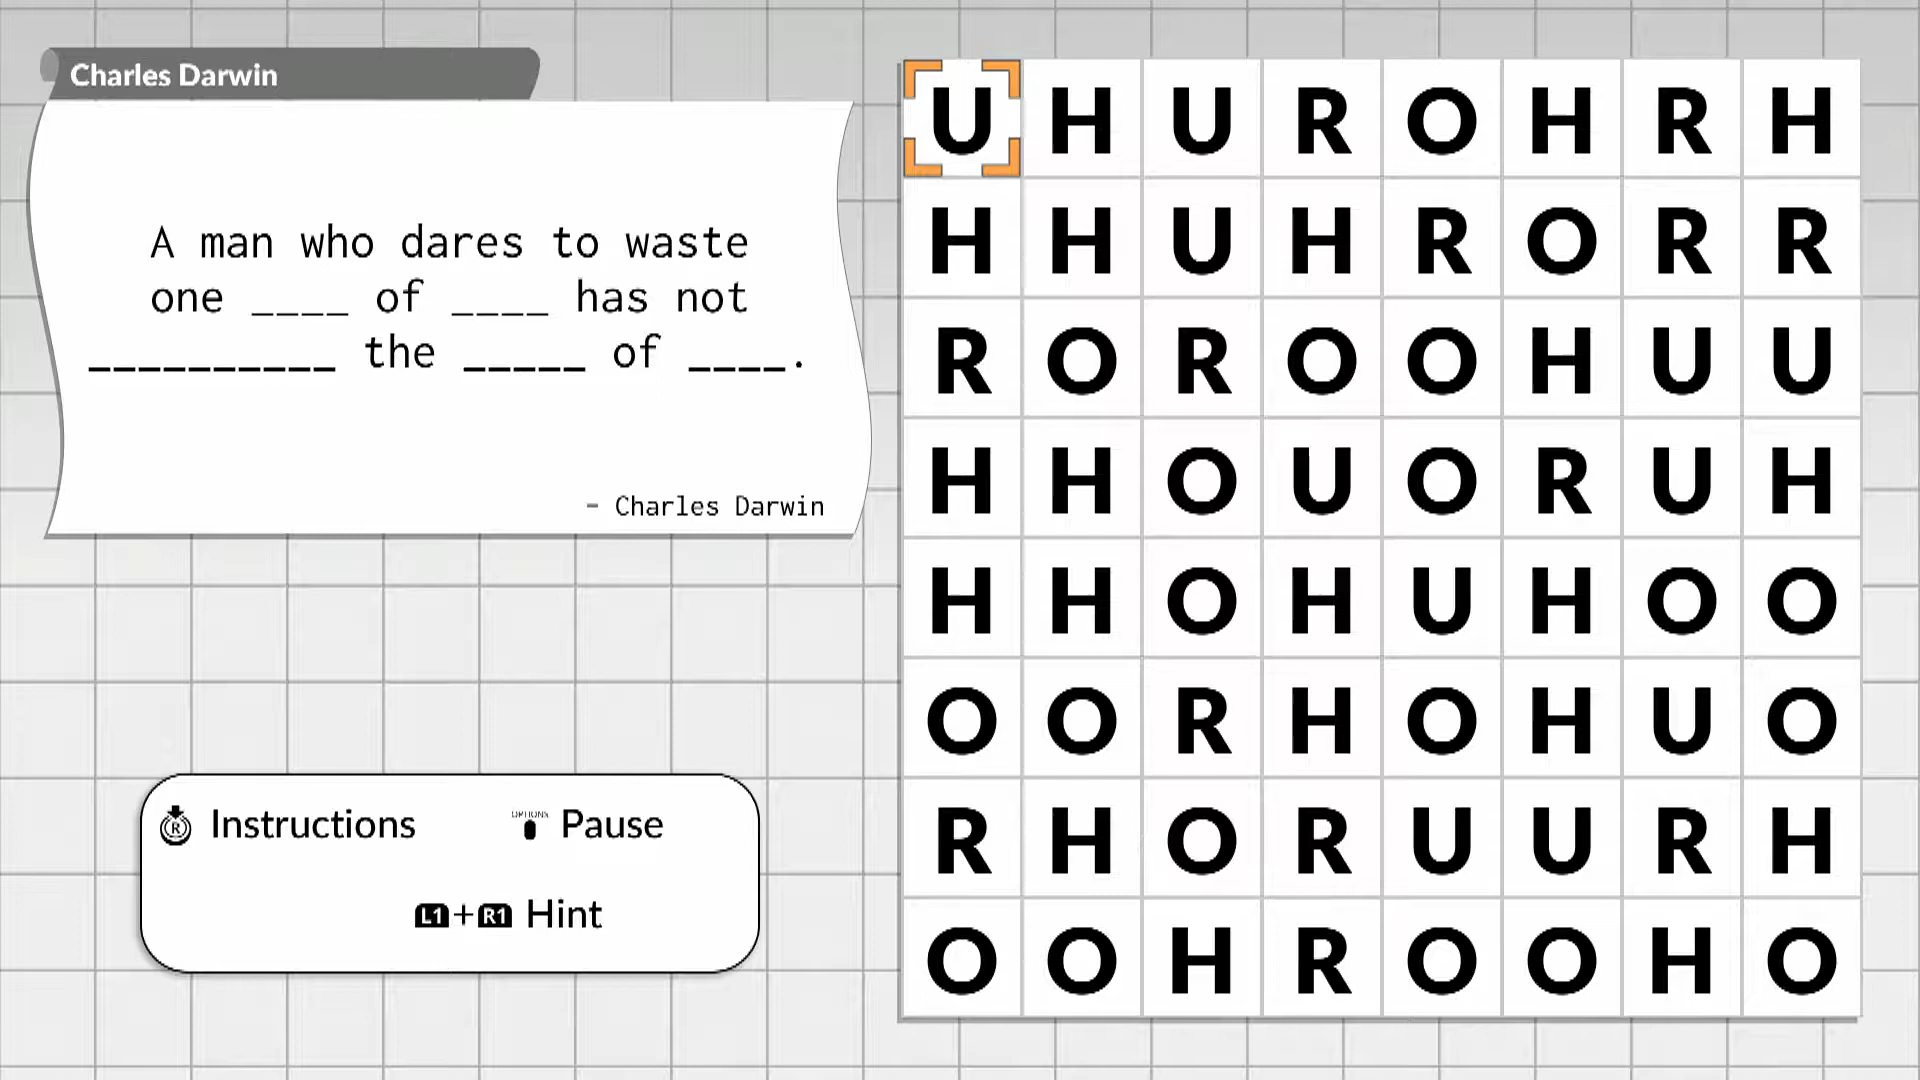 Charles Darwin
A man who dares to waste
one ____ of ____ has not
__________ the _____ of ____.
– Charles Darwin
Instructions
OPTIONS Pause
L1+R1 Hint
U H U R O H R H
H H U H R O R R
R O R O O H U U
H H O U O R U H
H H O H U H O O
O O R H O H U O
R H O R U U R H
O O H R O O H O